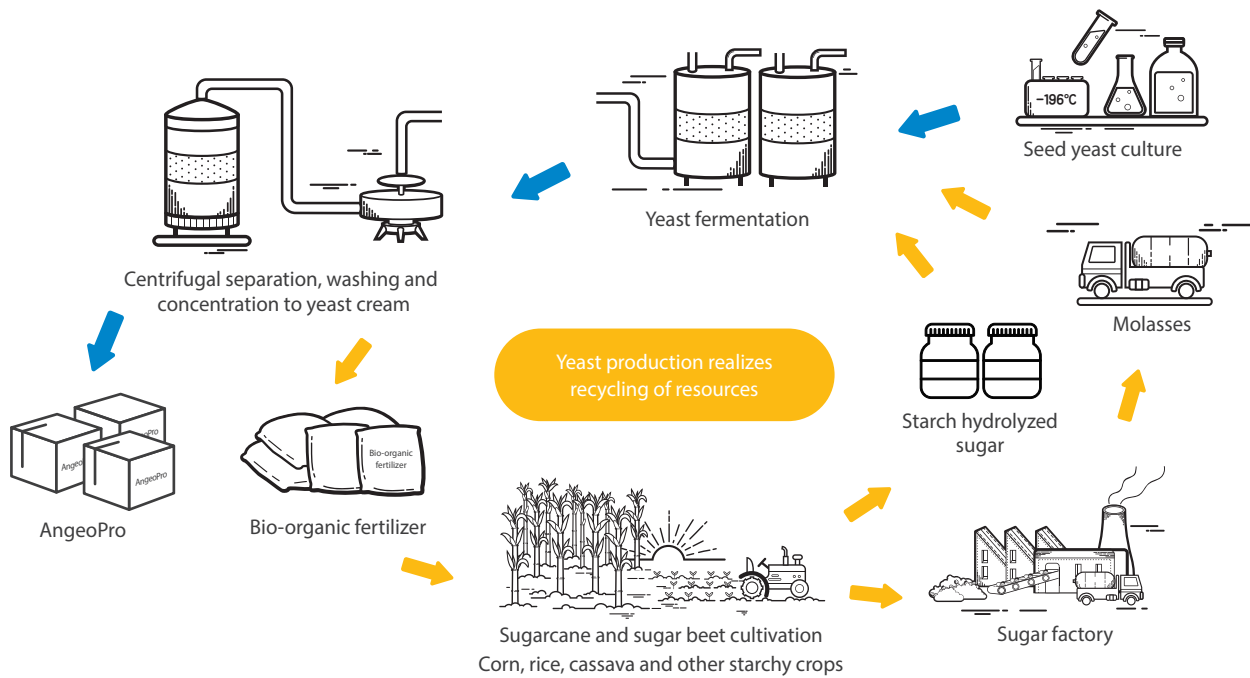 -196°C
Seed yeast culture
Yeast fermentation
Centrifugal separation, washing and
concentration to yeast cream
Molasses
Yeast production realizes
recycling of resources
Starch hydrolyzed
sugar
AngeoPro
AngeoPro
Bio-organic
fertilizer
AngeoPro
Bio-organic fertilizer
Sugarcane and sugar beet cultivation
Corn, rice, cassava and other starchy crops
Sugar factory